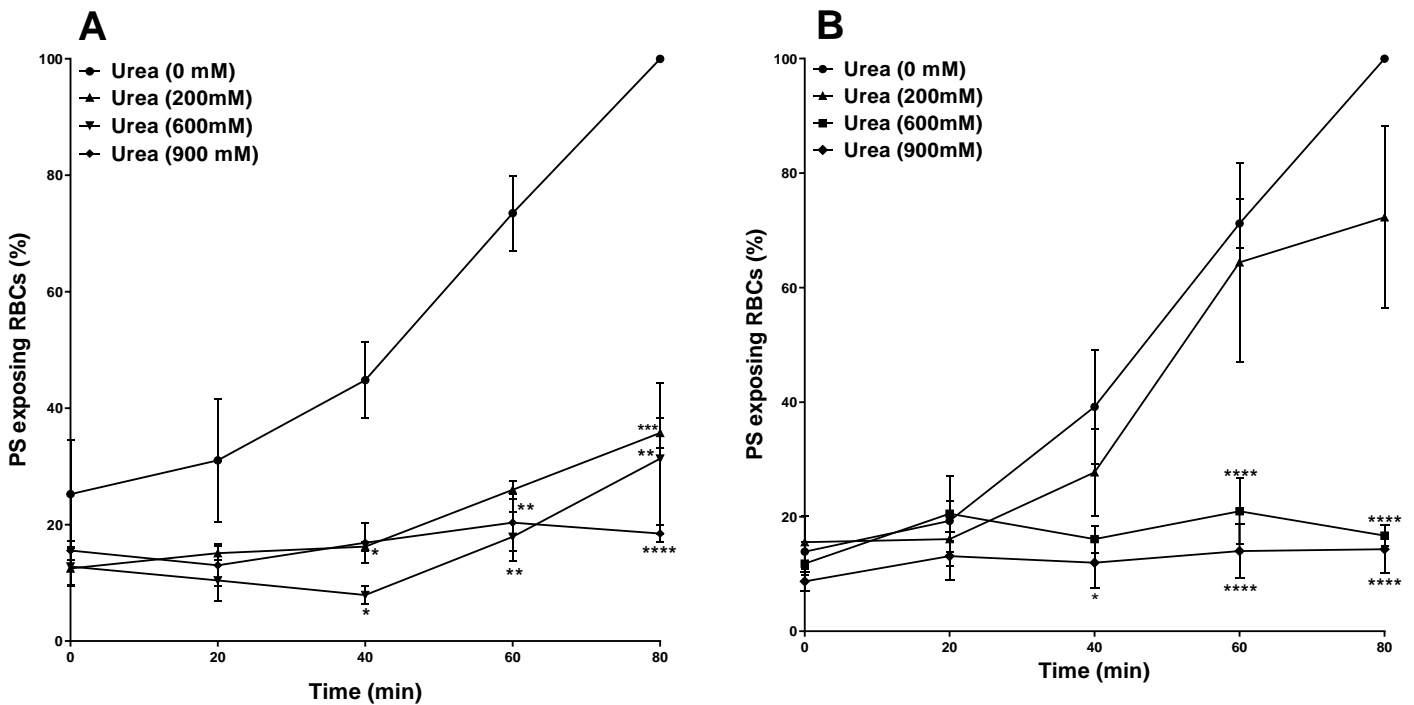 A
PS exposing RBCs (%)
100
80
60
40
20
0
Urea (0 mM)
Urea (200mM)
Urea (600mM)
Urea (900 mM)
***
**
**
*
****
**
*
0 20 40 60 80
Time (min)
B
PS exposing RBCs (%)
100
80
60
40
20
0
Urea (0 mM)
Urea (200mM)
Urea (600mM)
Urea (900mM)
****
****
****
****
*
0 20 40 60 80
Time (min)